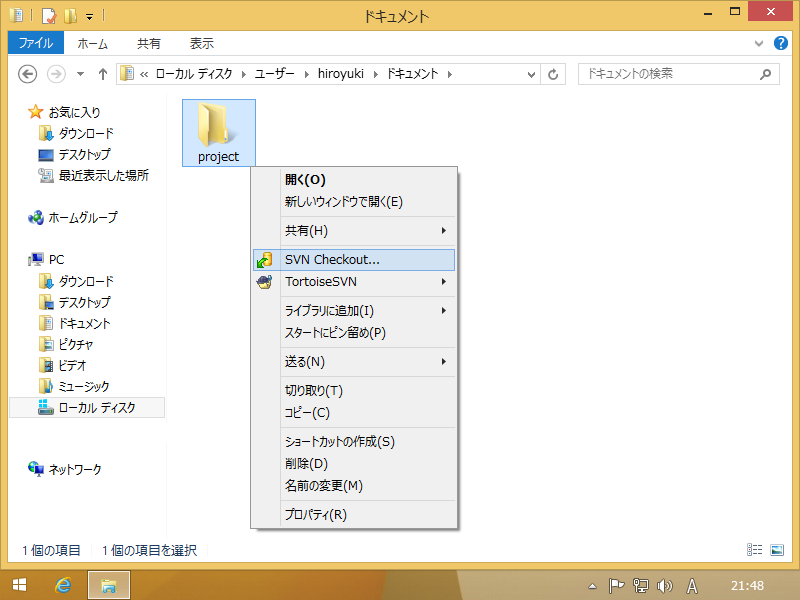 ドキュメント
ファイル ホーム 共有 表示
« ローカル ディスク ユーザー hiroyuki ドキュメント ドキュメントの検索
お気に入り
ダウンロード
デスクトップ
最近表示した場所
ホームグループ
PC
ダウンロード
デスクトップ
ドキュメント
ピクチャ
ビデオ
ミュージック
ローカル ディスク
ネットワーク
project
開く(O)
新しいウィンドウで開く(E)
共有(H)
SVN Checkout...
TortoiseSVN
ライブラリに追加(I)
スタートにピン留め(P)
送る(N)
切り取り(T)
コピー(C)
ショートカットの作成(S)
削除(D)
名前の変更(M)
プロパティ(R)
1 個の項目 1 個の項目を選択
A 21:48